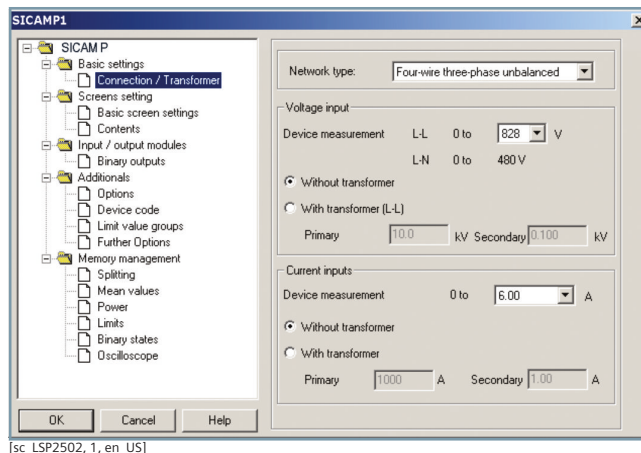 SICAMP1
SICAM P
Basic settings
Connection / Transformer
Screens setting
Basic screen settings
Contents
Input / output modules
Binary outputs
Additionals
Options
Device code
Limit value groups
Further Options
Memory management
Splitting
Mean values
Power
Limits
Binary states
Oscilloscope
OK Cancel Help
Network type: Four-wire three-phase unbalanced
Voltage input
Device measurement L-L 0 to 828 V
L-N 0 to 480 V
Without transformer
With transformer (L-L)
Primary 10.0 kV Secondary 0.100 kV
Current inputs
Device measurement 0 to 6.00 A
Without transformer
With transformer
Primary 1000 A Secondary 1.00 A
[sc_LSP2502, 1, en_US]